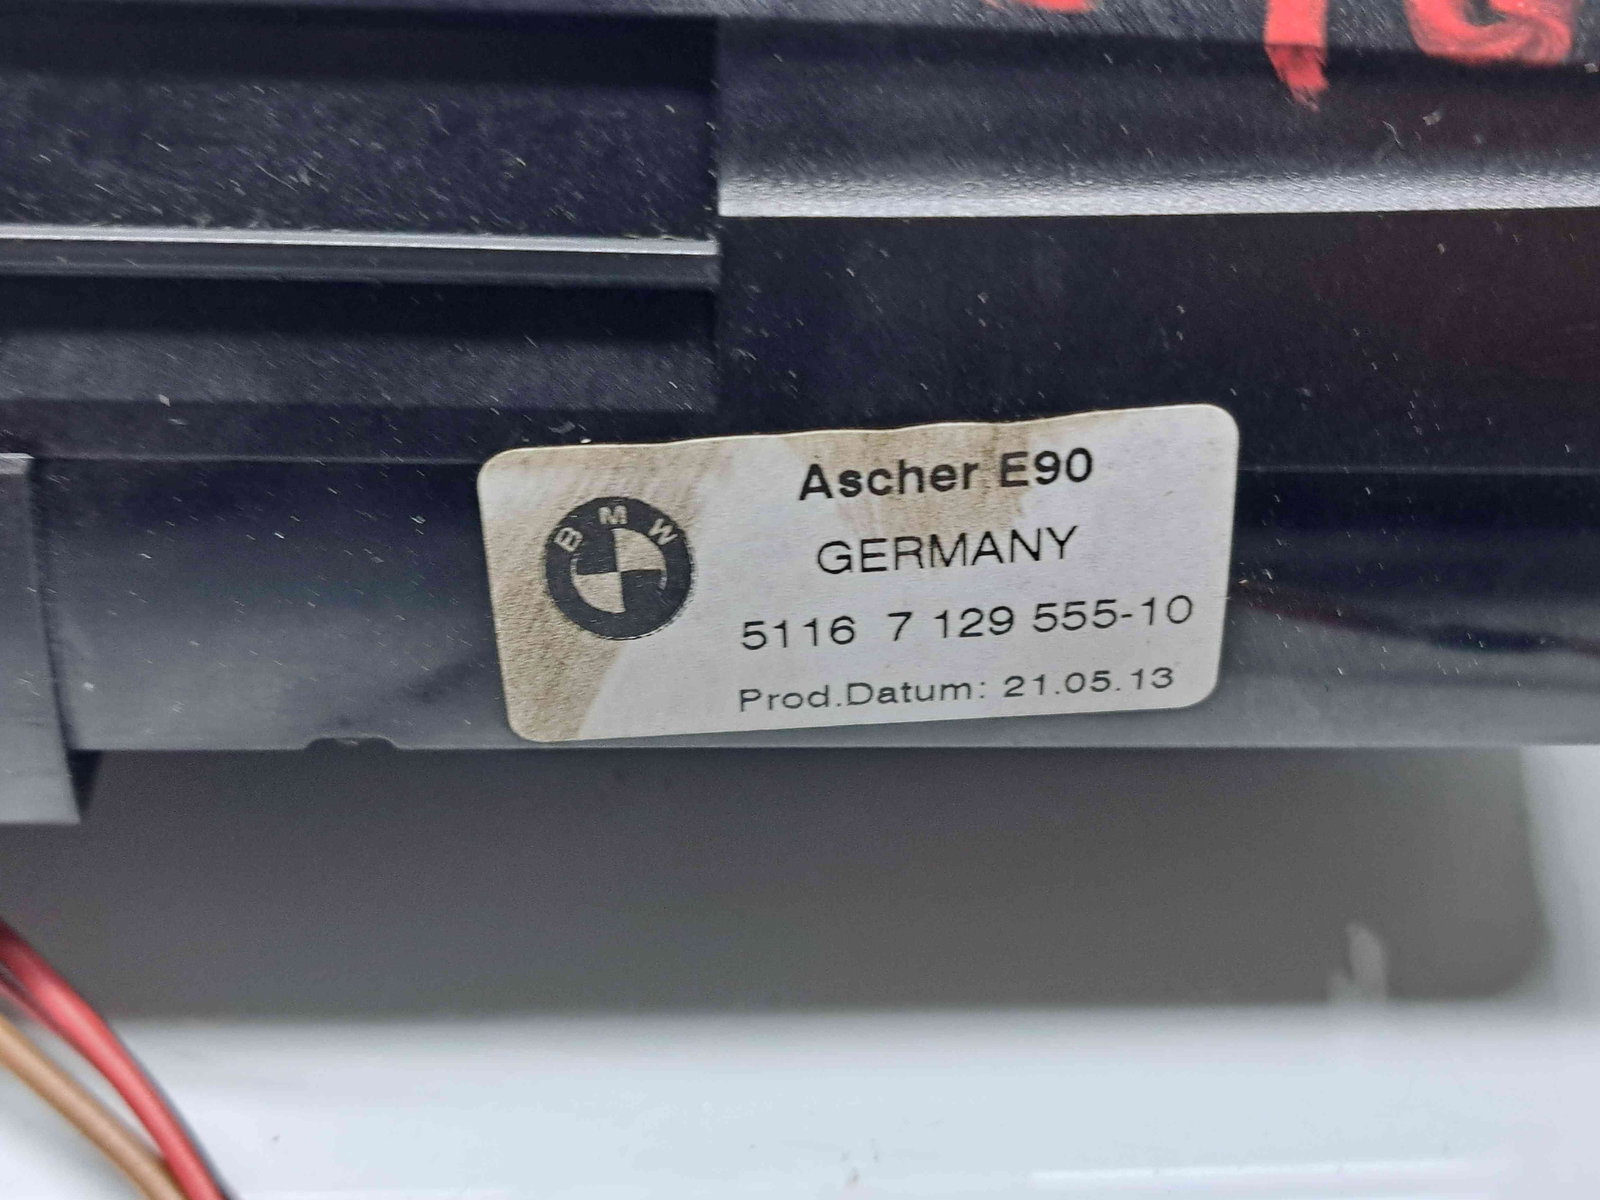 Ascher E90
BMW
GERMANY
5116 7 129 555-10
Prod.Datum: 21.05.13